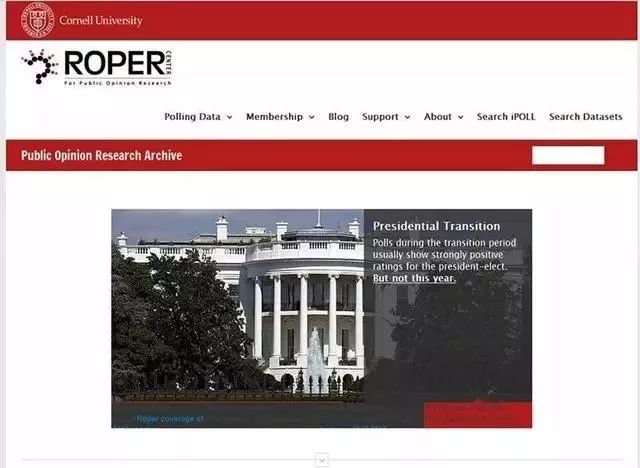 Cornell University
ROPER CENTER
For Public Opinion Research
Polling Data Membership Blog Support About Search iPOLL Search Datasets
Public Opinion Research Archive
Presidential Transition
Polls during the transition period
usually show strongly positive
ratings for the president-elect.
But not this year.
Roper coverage of